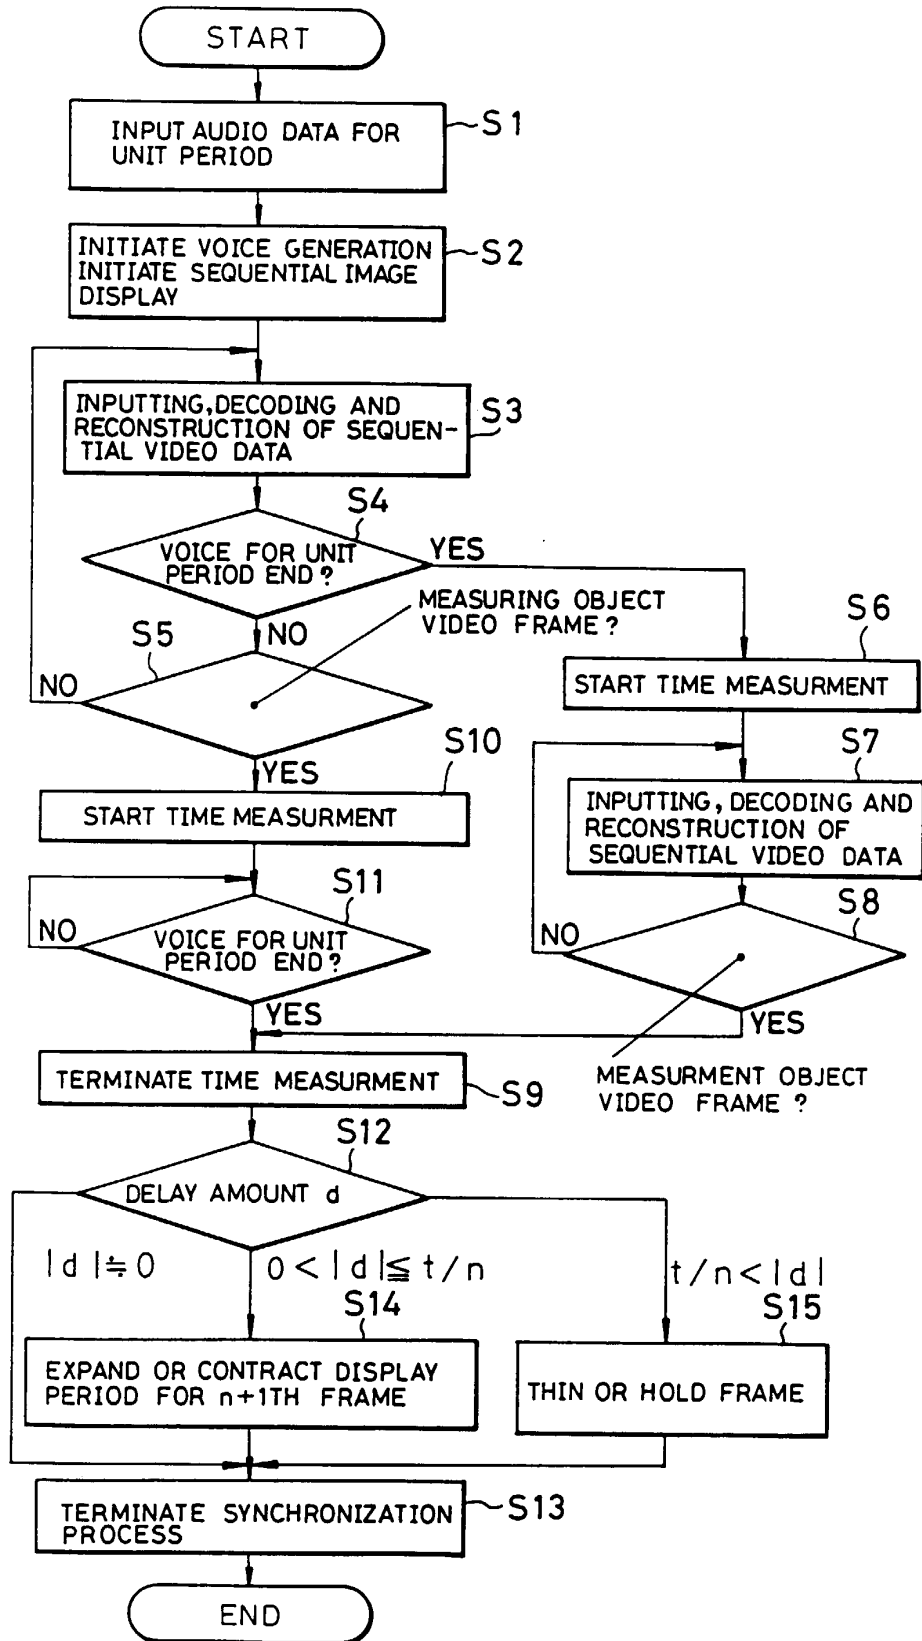 START
INPUT AUDIO DATA FOR
UNIT PERIOD
S1
INITIATE VOICE GENERATION
INITIATE SEQUENTIAL IMAGE
DISPLAY
S2
INPUTTING, DECODING AND
RECONSTRUCTION OF SEQUEN-
TIAL VIDEO DATA
S3
S4
VOICE FOR UNIT
PERIOD END?
YES
NO
MEASURING OBJECT
VIDEO FRAME?
S5
NO
YES
S6
START TIME MEASURMENT
S7
INPUTTING, DECODING AND
RECONSTRUCTION OF
SEQUENTIAL VIDEO DATA
S8
NO
YES
MEASURMENT OBJECT
VIDEO FRAME?
S10
START TIME MEASURMENT
S11
VOICE FOR UNIT
PERIOD END?
NO
YES
TERMINATE TIME MEASURMENT
S9
S12
DELAY AMOUNT d
|d|≒0
0<|d|≦t/n
t/n<|d|
S14
EXPAND OR CONTRACT DISPLAY
PERIOD FOR n+1TH FRAME
S15
THIN OR HOLD FRAME
TERMINATE SYNCHRONIZATION
PROCESS
S13
END